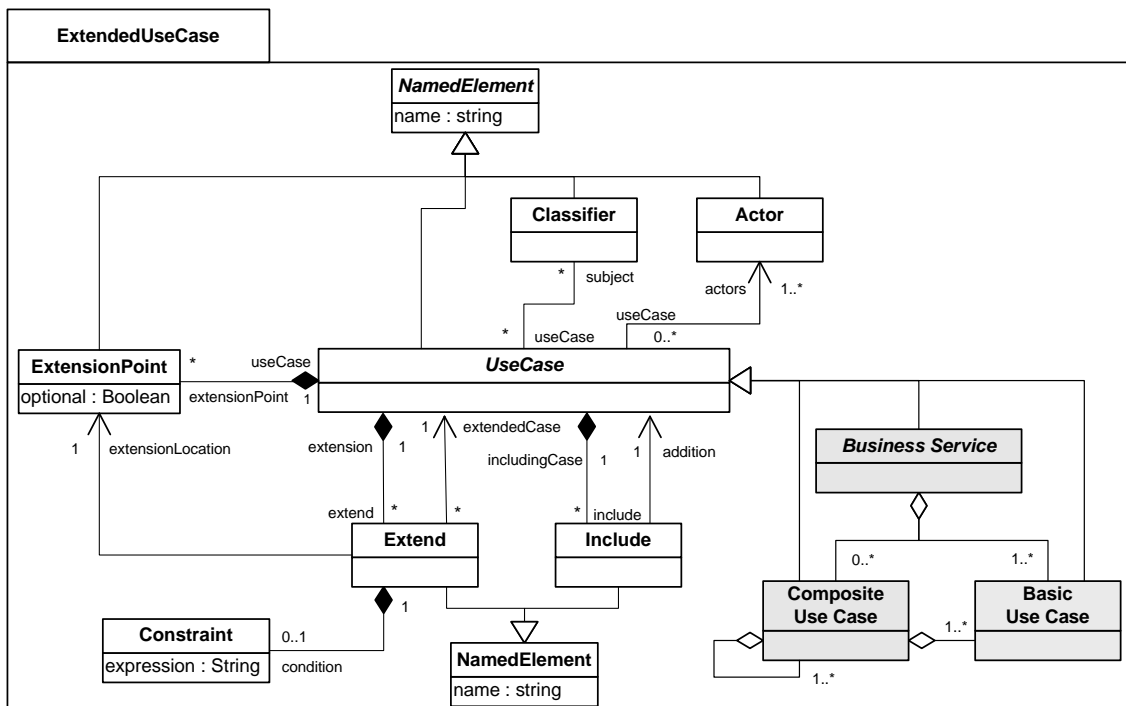 ExtendedUseCase
NamedElement
name : string
Classifier
Actor
* subject
actors 1..*
useCase
* useCase 0..*
ExtensionPoint
optional : Boolean
* useCase
extensionPoint 1
UseCase
1 extensionLocation
extension 1
1 extendedCase
includingCase 1
1 addition
Business Service
extend * *
* include
0..* 1..*
Extend
Include
Composite
Use Case
Basic
Use Case
1
Constraint
expression : String
0..1
condition
NamedElement
name : string
1..*
1..*